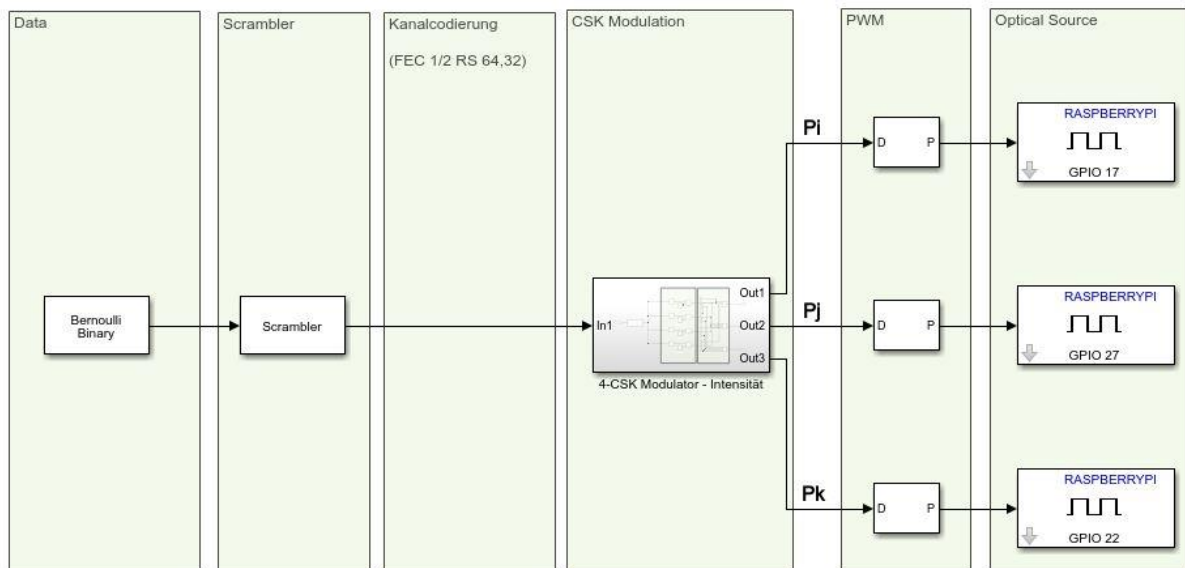 Data
Scrambler
Kanalcodierung
(FEC 1/2 RS 64,32)
CSK Modulation
PWM
Optical Source
Bernoulli
Binary
Scrambler
In1
Out1
Out2
Out3
4-CSK Modulator - Intensität
Pi
D
P
RASPBERRYPI
GPIO 17
Pj
D
P
RASPBERRYPI
GPIO 27
Pk
D
P
RASPBERRYPI
GPIO 22